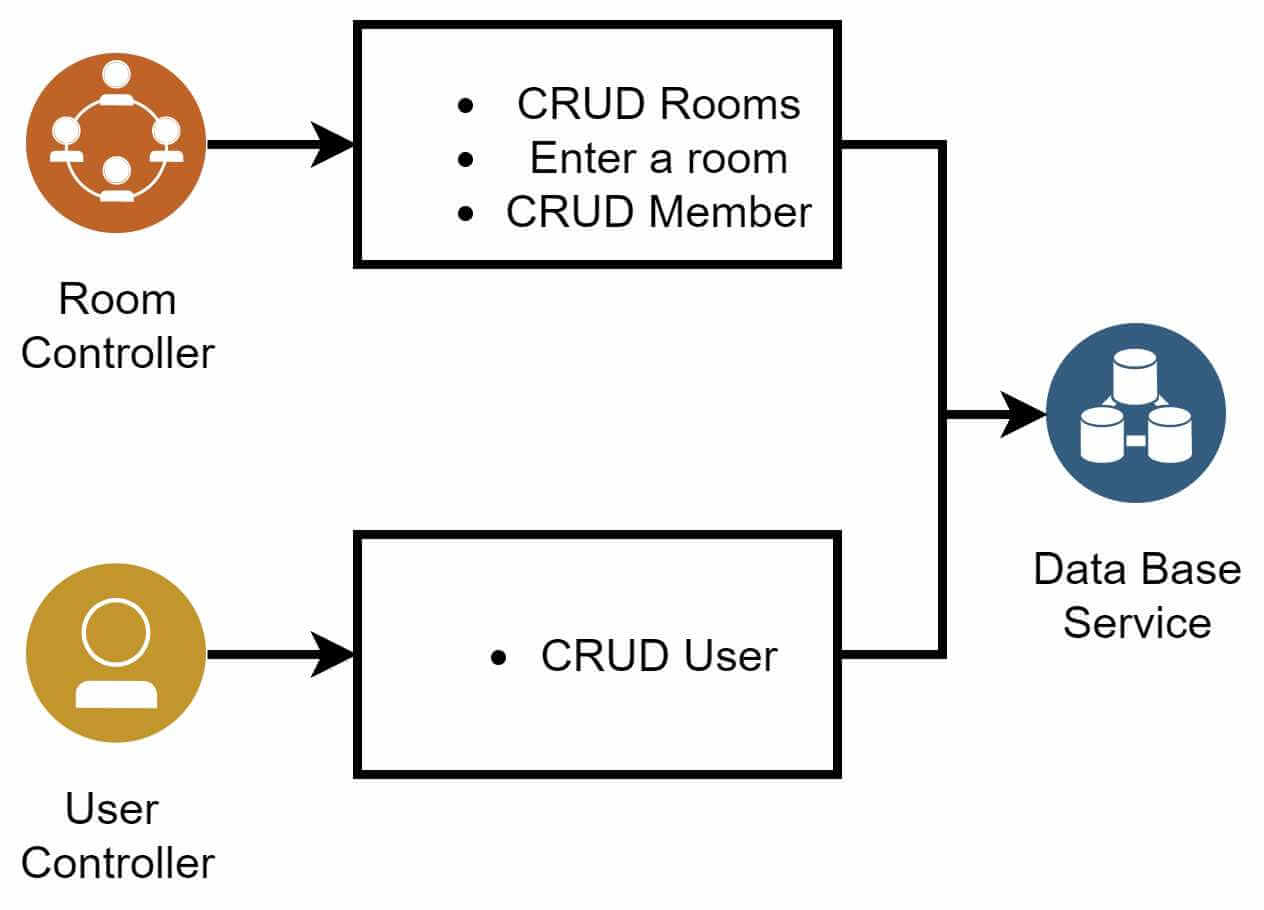 • CRUD Rooms
• Enter a room
• CRUD Member
Room
Controller
Data Base
Service
• CRUD User
User
Controller